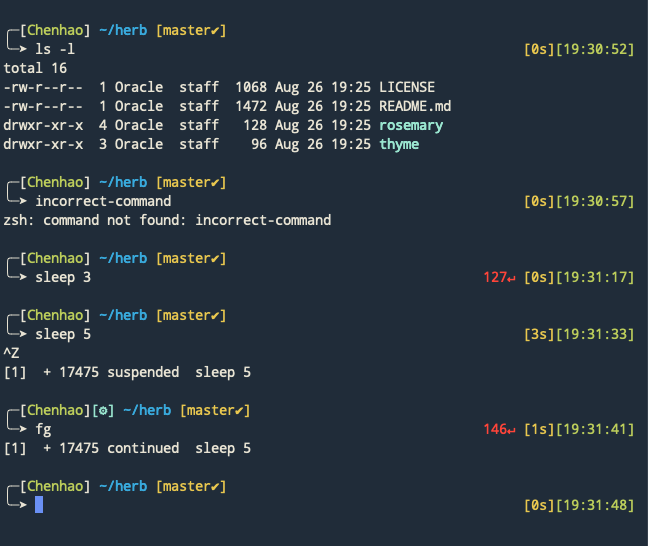 [Chenhao] ~/herb [master✔]
ls -l [0s][19:30:52]
total 16
-rw-r--r--  1 Oracle  staff  1068 Aug 26 19:25 LICENSE
-rw-r--r--  1 Oracle  staff  1472 Aug 26 19:25 README.md
drwxr-xr-x  4 Oracle  staff   128 Aug 26 19:25 rosemary
drwxr-xr-x  3 Oracle  staff    96 Aug 26 19:25 thyme
[Chenhao] ~/herb [master✔]
incorrect-command [0s][19:30:57]
zsh: command not found: incorrect-command
[Chenhao] ~/herb [master✔]
sleep 3 127↵ [0s][19:31:17]
[Chenhao] ~/herb [master✔]
sleep 5 [3s][19:31:33]
^Z
[1]  + 17475 suspended  sleep 5
[Chenhao][⚙] ~/herb [master✔]
fg 146↵ [1s][19:31:41]
[1]  + 17475 continued  sleep 5
[Chenhao] ~/herb [master✔]
[0s][19:31:48]